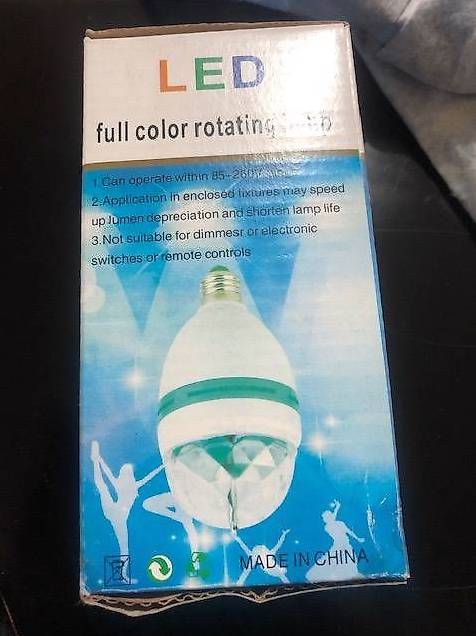 LED
full color rotating
1.Can operate within 85-260
2.Application in enclosed fixtures may speed
up lumen depreciation and shorten lamp life
3.Not suitable for dimmesr or electronic
switches or remote controls
MADE IN CHINA